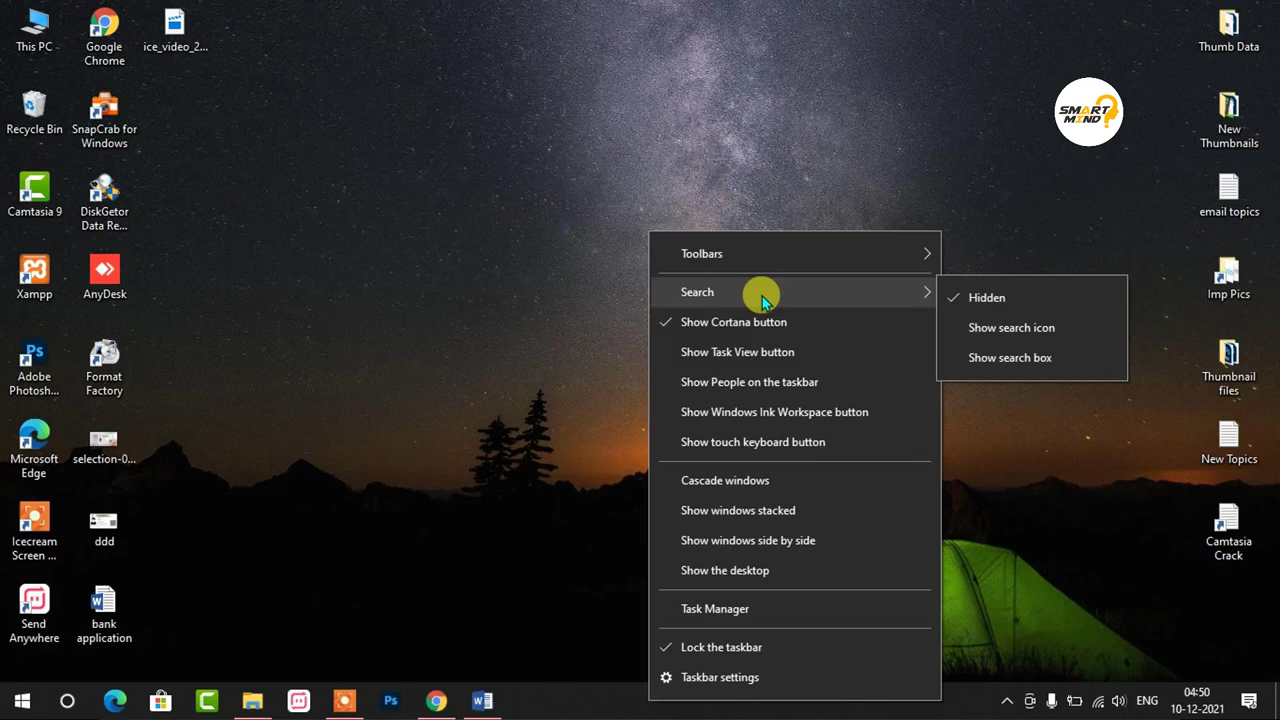 This PC
Google
Chrome
ice_video_2...
Recycle Bin
SnapCrab for
Windows
Camtasia 9
DiskGetor
Data Re...
Xampp
AnyDesk
Adobe
Photosh...
Format
Factory
Microsoft
Edge
selection-0...
Icecream
Screen ...
ddd
Send
Anywhere
bank
application
Thumb Data
SMART
MIND
New
Thumbnails
email topics
Imp Pics
Thumbnail
files
New Topics
Camtasia
Crack
Toolbars
Search
Show Cortana button
Show Task View button
Show People on the taskbar
Show Windows Ink Workspace button
Show touch keyboard button
Cascade windows
Show windows stacked
Show windows side by side
Show the desktop
Task Manager
Lock the taskbar
Taskbar settings
Hidden
Show search icon
Show search box
Ps
ENG
04:50
10-12-2021